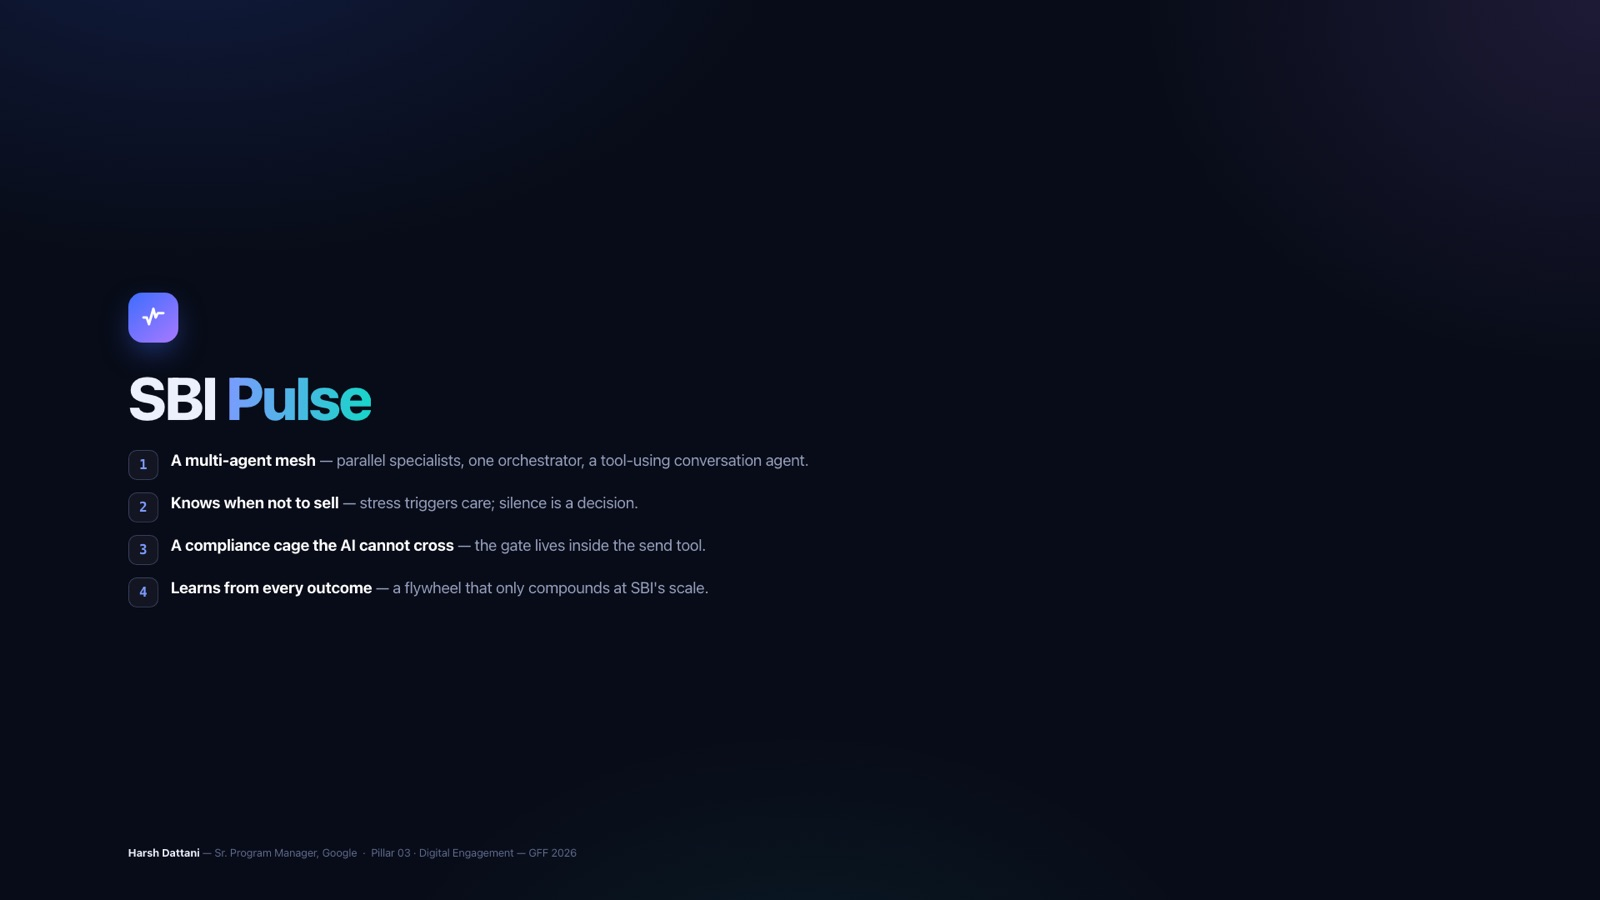 SBI Pulse
1 A multi-agent mesh — parallel specialists, one orchestrator, a tool-using conversation agent.
2 Knows when not to sell — stress triggers care; silence is a decision.
3 A compliance cage the AI cannot cross — the gate lives inside the send tool.
4 Learns from every outcome — a flywheel that only compounds at SBI's scale.
Harsh Dattani — Sr. Program Manager, Google · Pillar 03 · Digital Engagement — GFF 2026